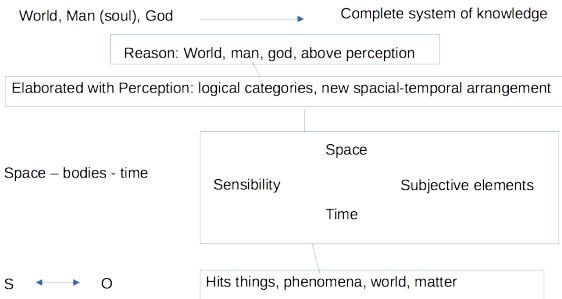 World, Man (soul), God
Complete system of knowledge
Reason: World, man, god, above perception
Elaborated with Perception: logical categories, new spacial-temporal arrangement
Space
Space – bodies - time
Sensibility
Subjective elements
Time
S
O
Hits things, phenomena, world, matter